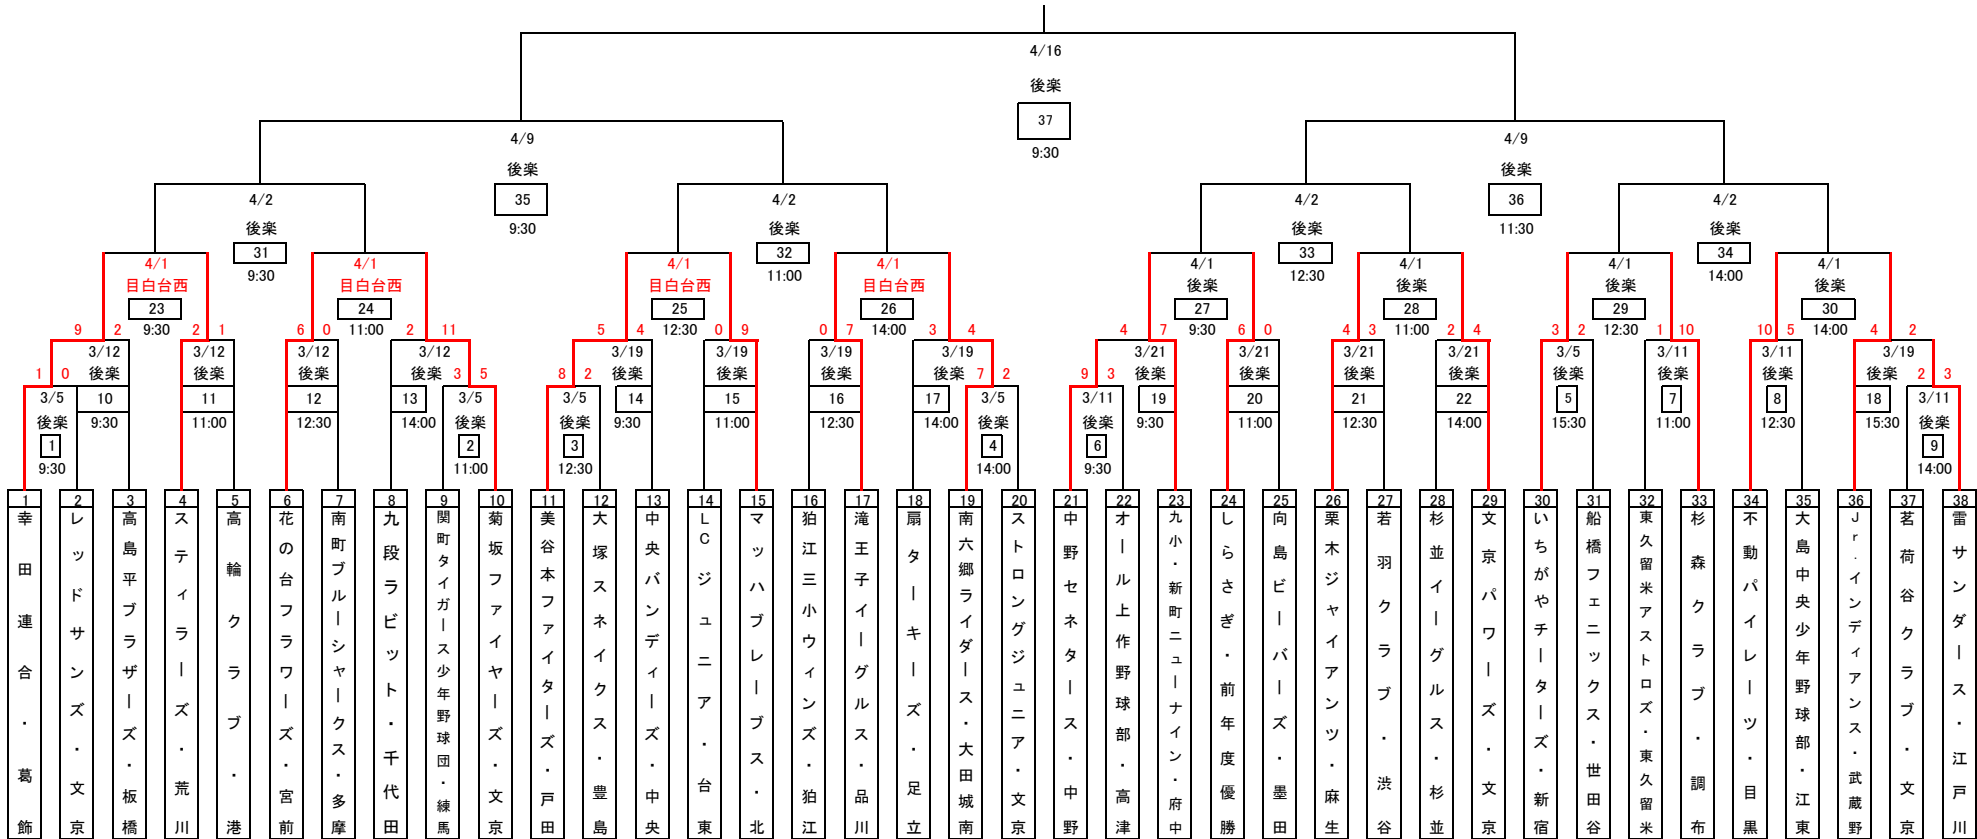 4/16
後楽
37
9:30
4/9
後楽
35
9:30
4/9
後楽
36
11:30
4/2
後楽
31
9:30
4/2
後楽
32
11:00
4/2
後楽
33
12:30
4/2
後楽
34
14:00
4/1
目白台西
23
9:30
4/1
目白台西
24
11:00
4/1
目白台西
25
12:30
4/1
目白台西
26
14:00
4/1
後楽
27
9:30
4/1
後楽
28
11:00
4/1
後楽
29
12:30
4/1
後楽
30
14:00
9 2
3/12
後楽
10
9:30
2 1
3/12
後楽
11
11:00
6 0
3/12
後楽
12
12:30
2 11
3/12
後楽
13
14:00
5 4
3/19
後楽
14
9:30
0 9
3/19
後楽
15
11:00
0 7
3/19
後楽
16
12:30
3 4
3/19
後楽
17
14:00
4 7
3/21
後楽
19
9:30
6 0
3/21
後楽
20
11:00
4 3
3/21
後楽
21
12:30
2 4
3/21
後楽
22
14:00
3 2
3/5
後楽
5
15:30
1 10
3/11
後楽
7
11:00
10 5
3/11
後楽
8
12:30
4 2
3/19
後楽
18
15:30
1 0
3/5
後楽
1
9:30
3 5
3/5
後楽
2
11:00
8 2
3/5
後楽
3
12:30
7 2
3/5
後楽
4
14:00
9 3
3/11
後楽
6
9:30
2 3
3/11
後楽
9
14:00
1
幸田連合・葛飾
2
レッドサンズ・文京
3
高島平ブラザーズ・板橋
4
スティラーズ・荒川
5
高輪クラブ・港
6
花の台フラワーズ・宮前
7
南町ブルーシャークス・多摩
8
九段ラビット・千代田
9
関町タイガース少年野球団・練馬
10
菊坂ファイヤーズ・文京
11
美谷本ファイターズ・戸田
12
大塚スネイクス・豊島
13
中央バンディーズ・中央
14
LCジュニア・台東
15
マッハブレーブス・北
16
狛江三小ウィンズ・狛江
17
滝王子イーグルス・品川
18
扇ターキーズ・足立
19
南六郷ライダース・大田城南
20
ストロングジュニア・文京
21
中野セネタース・中野
22
オール上作野球部・高津
23
九小・新町ニューナイン・府中
24
しらさぎ・前年度優勝
25
向島ビーバーズ・墨田
26
栗木ジャイアンツ・麻生
27
若羽クラブ・渋谷
28
杉並イーグルス・杉並
29
文京パワーズ・文京
30
いちがやチーターズ・新宿
31
船橋フェニックス・世田谷
32
東久留米アストロズ・東久留米
33
杉森クラブ・調布
34
不動パイレーツ・目黒
35
大島中央少年野球部・江東
36
Jr.インディアンス・武蔵野
37
茗荷谷クラブ・文京
38
雷サンダース・江戸川